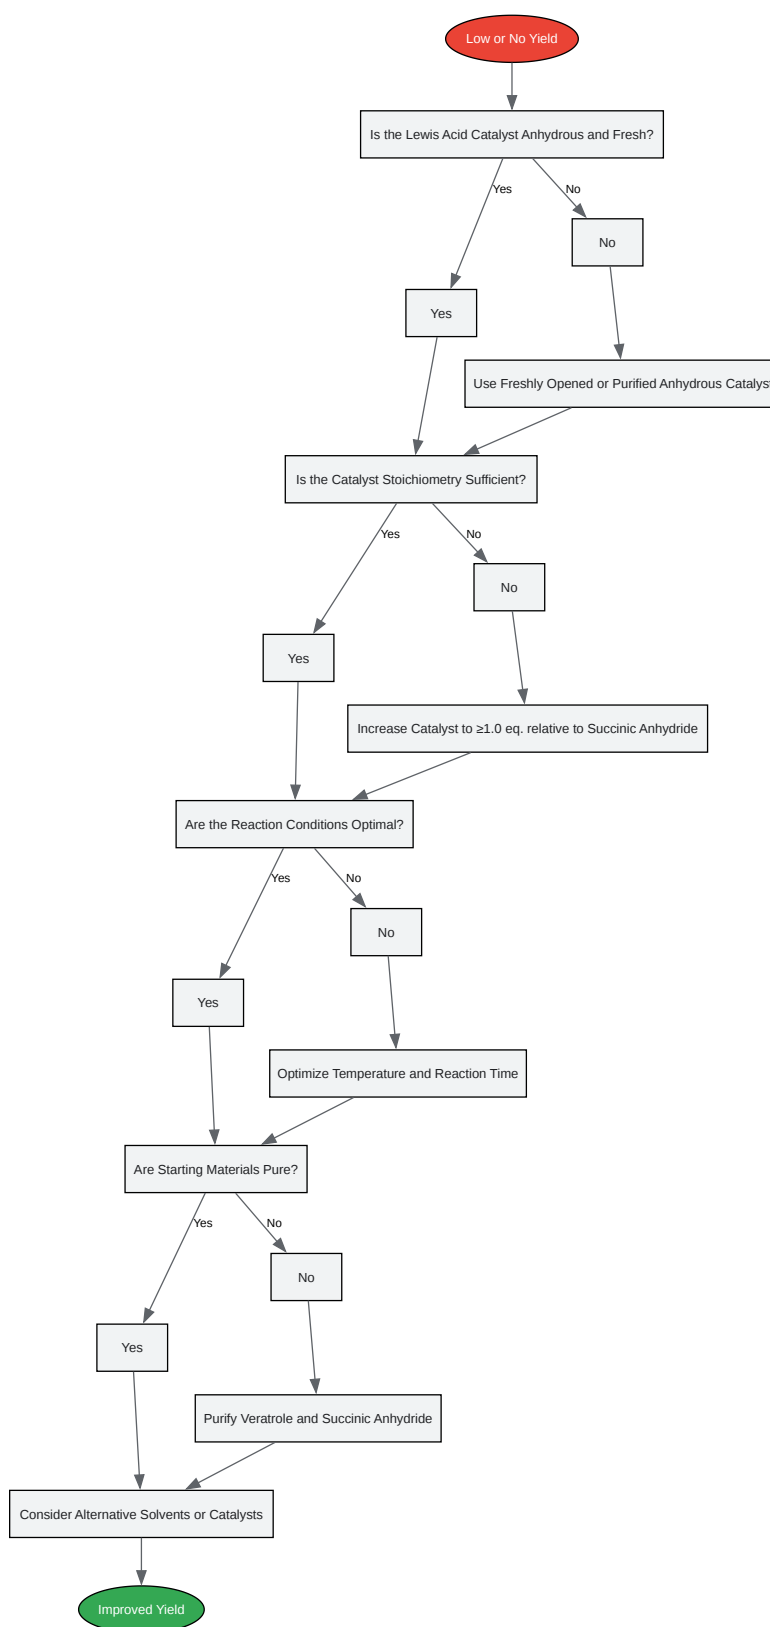 Low or No Yield
Is the Lewis Acid Catalyst Anhydrous and Fresh?
Yes
No
No
Yes
Use Freshly Opened or Purified Anhydrous Catalyst
Is the Catalyst Stoichiometry Sufficient?
Yes
No
No
Yes
Increase Catalyst to ≥1.0 eq. relative to Succinic Anhydride
Are the Reaction Conditions Optimal?
Yes
No
No
Yes
Optimize Temperature and Reaction Time
Are Starting Materials Pure?
Yes
No
No
Yes
Purify Veratrole and Succinic Anhydride
Consider Alternative Solvents or Catalysts
Improved Yield